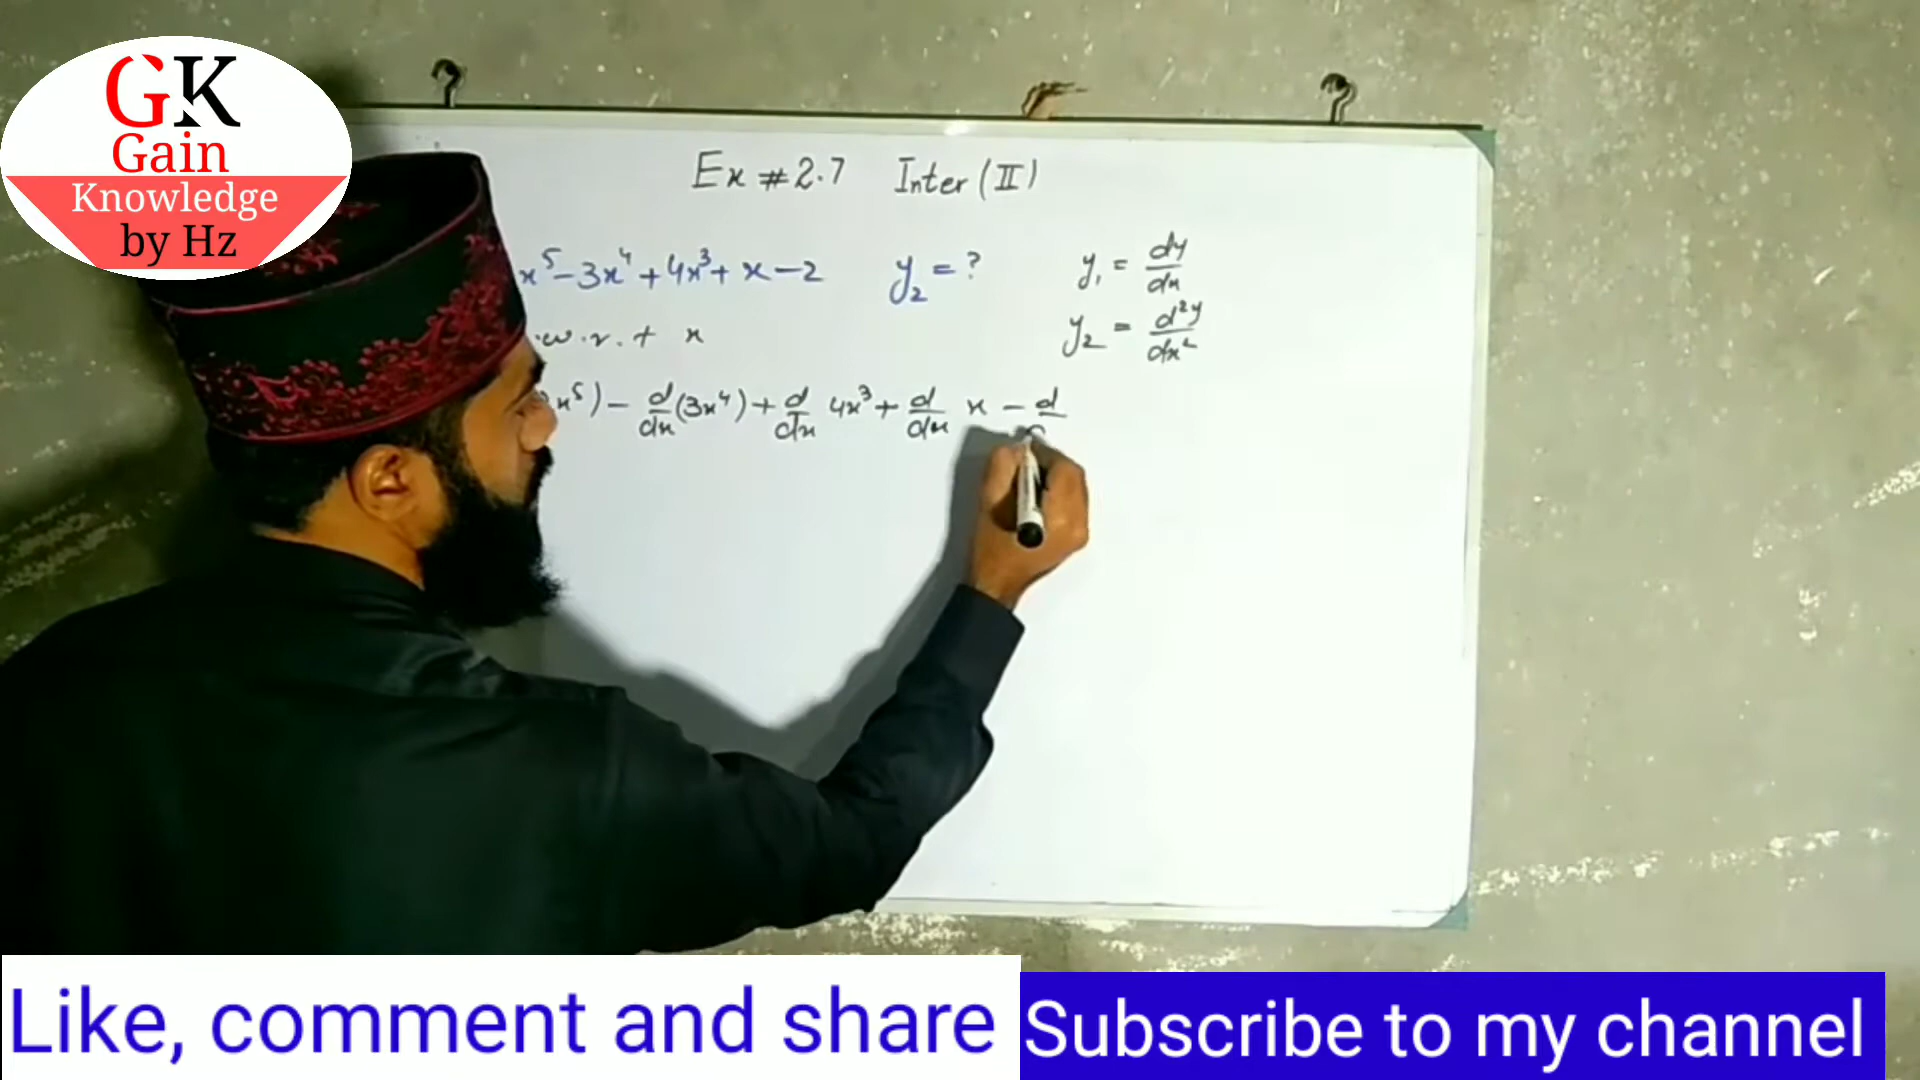 GK
Gain
Knowledge
by Hz
Ex # 2.7 Inter (II)
x⁵ - 3x⁴ + 4x³ + x - 2 y₂ = ? y₁ = dy/dx
.w.r.t x y₂ = d²y/dx²
x⁵) - d/dx (3x⁴) + d/dx 4x³ + d/dx x - d
Like, comment and share
Subscribe to my channel